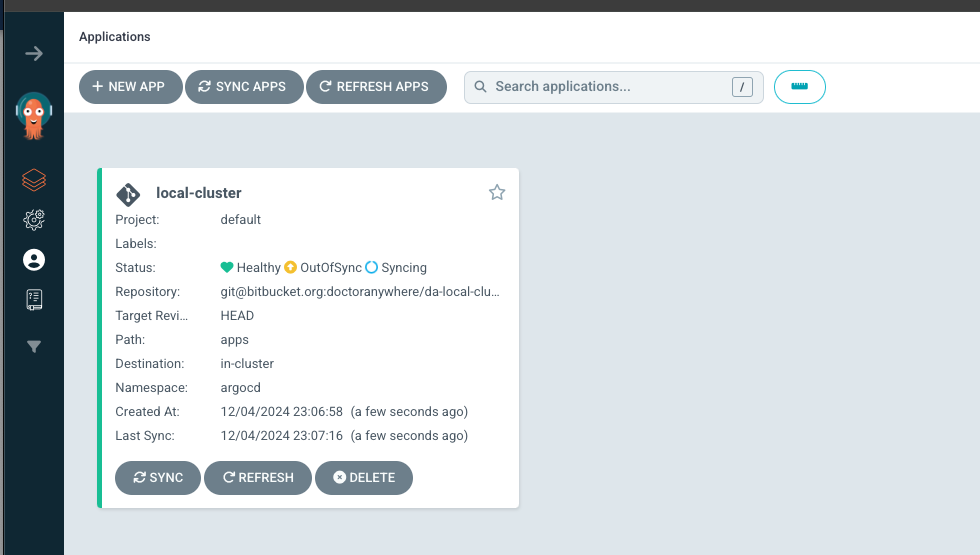 Applications
NEW APP SYNC APPS REFRESH APPS Search applications... /
local-cluster
Project: default
Labels:
Status: Healthy OutOfSync Syncing
Repository: git@bitbucket.org:doctoranywhere/da-local-clu...
Target Revi... HEAD
Path: apps
Destination: in-cluster
Namespace: argocd
Created At: 12/04/2024 23:06:58 (a few seconds ago)
Last Sync: 12/04/2024 23:07:16 (a few seconds ago)
SYNC REFRESH DELETE